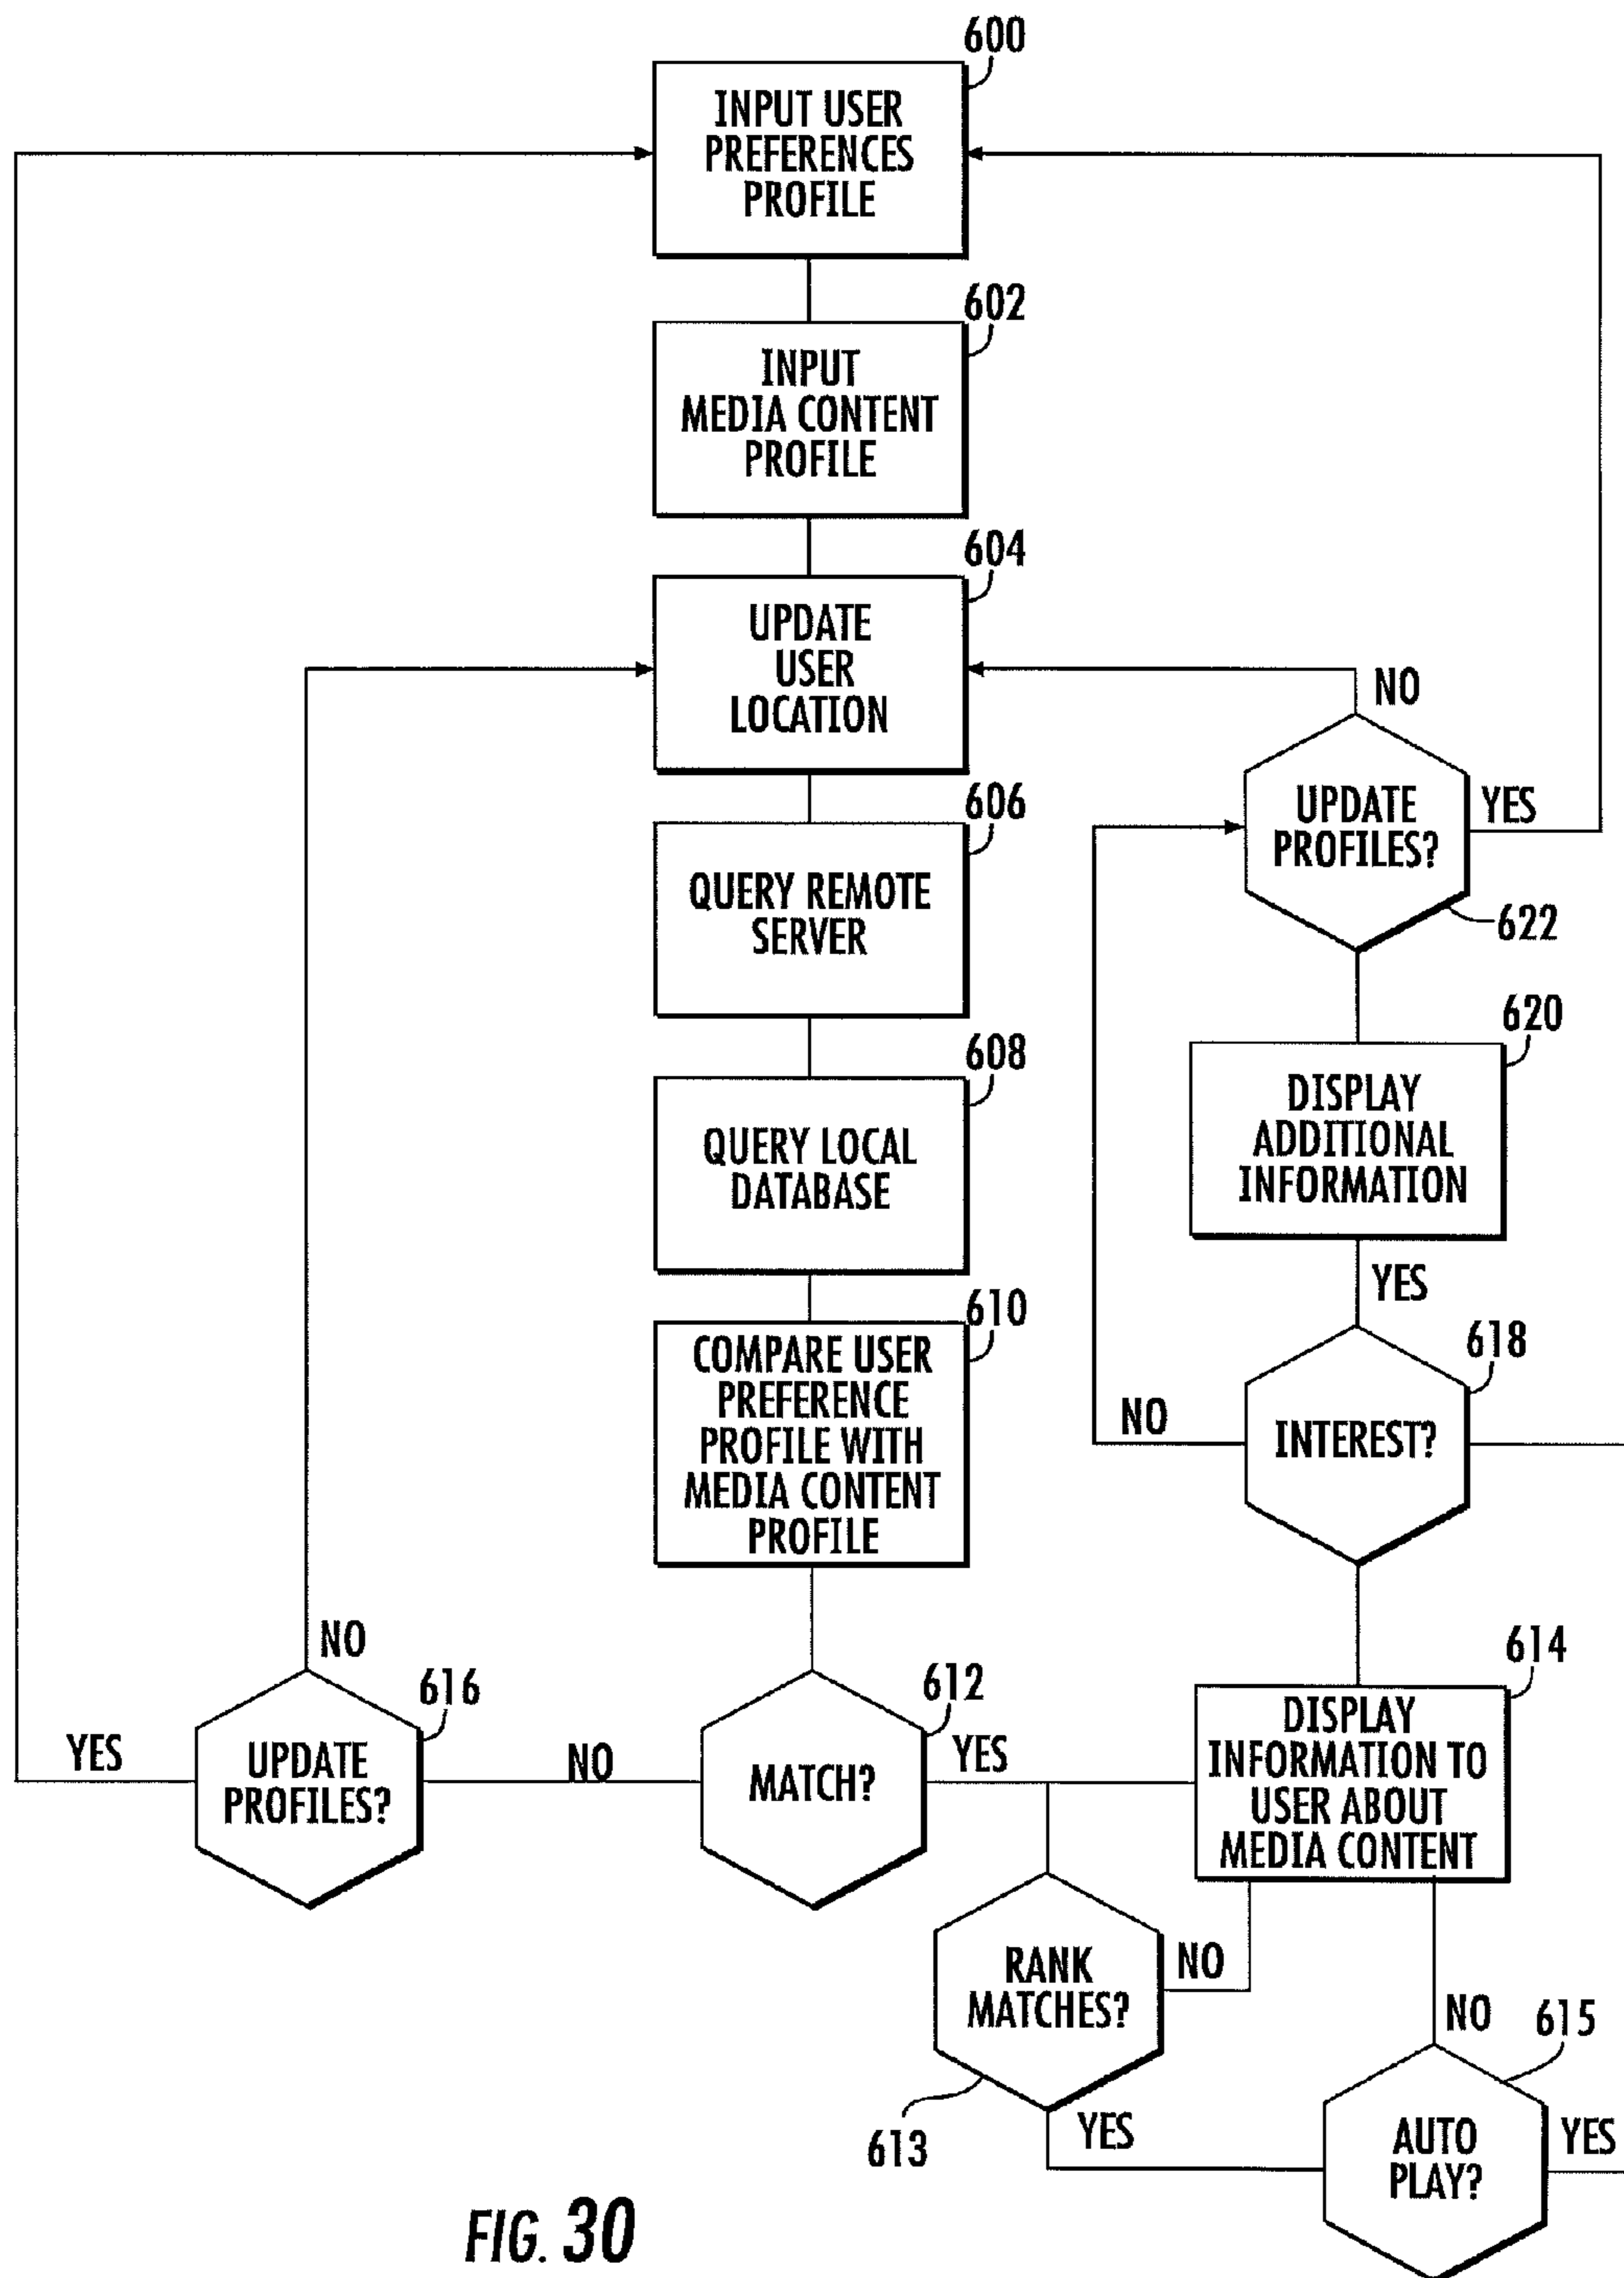 600
INPUT USER
PREFERENCES
PROFILE
602
INPUT
MEDIA CONTENT
PROFILE
604
UPDATE
USER
LOCATION
NO
606
UPDATE
PROFILES?
YES
622
QUERY REMOTE
SERVER
608
620
QUERY LOCAL
DATABASE
DISPLAY
ADDITIONAL
INFORMATION
YES
610
COMPARE USER
PREFERENCE
PROFILE WITH
MEDIA CONTENT
PROFILE
618
NO
INTEREST?
NO
616
YES
UPDATE
PROFILES?
NO
612
MATCH?
YES
614
DISPLAY
INFORMATION TO
USER ABOUT
MEDIA CONTENT
RANK
MATCHES?
NO
613
YES
NO
615
AUTO
PLAY?
YES
FIG. 30